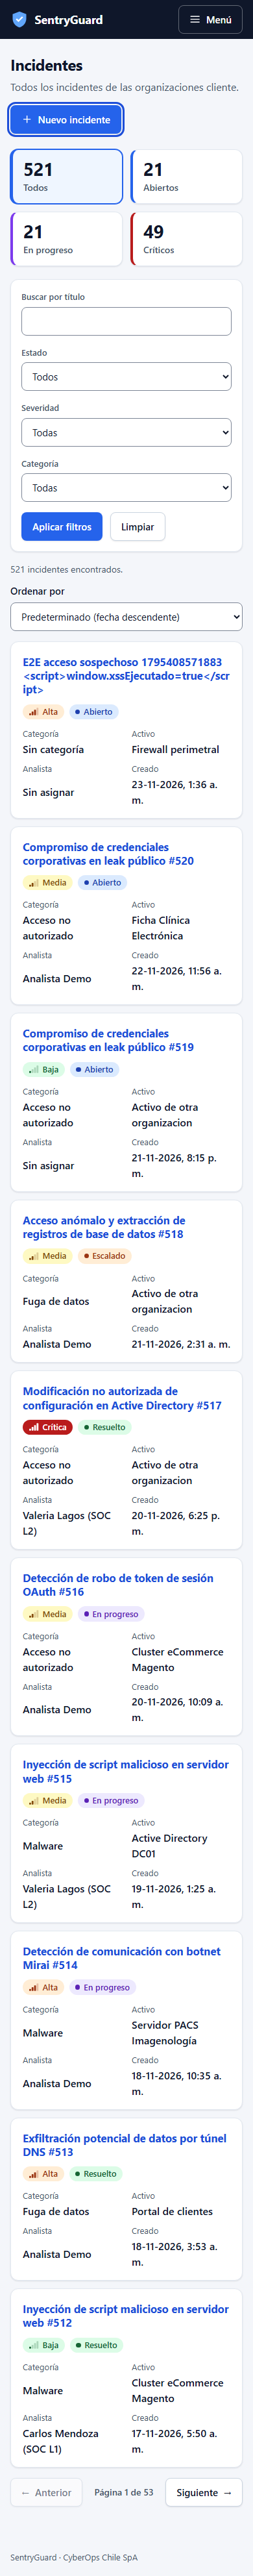 SentryGuard
Menú
Incidentes
Todos los incidentes de las organizaciones cliente.
+ Nuevo incidente
521
Todos
21
Abiertos
21
En progreso
49
Críticos
Buscar por título
Estado
Todos
Severidad
Todas
Categoría
Todas
Aplicar filtros
Limpiar
521 incidentes encontrados.
Ordenar por
Predeterminado (fecha descendente)
E2E acceso sospechoso 1795408571883
<script>window.xssEjecutado=true</scr
ipt>
Alta
Abierto
Categoría
Activo
Sin categoría
Firewall perimetral
Analista
Creado
Sin asignar
23-11-2026, 1:36 a.
m.
Compromiso de credenciales
corporativas en leak público #520
Media
Abierto
Categoría
Activo
Acceso no
autorizado
Ficha Clínica
Electrónica
Analista
Creado
Analista Demo
22-11-2026, 11:56 a.
m.
Compromiso de credenciales
corporativas en leak público #519
Baja
Abierto
Categoría
Activo
Acceso no
autorizado
Activo de otra
organizacion
Analista
Creado
Sin asignar
21-11-2026, 8:15 p.
m.
Acceso anómalo y extracción de
registros de base de datos #518
Media
Escalado
Categoría
Activo
Fuga de datos
Activo de otra
organizacion
Analista
Creado
Analista Demo
21-11-2026, 2:31 a. m.
Modificación no autorizada de
configuración en Active Directory #517
Crítica
Resuelto
Categoría
Activo
Acceso no
autorizado
Activo de otra
organizacion
Analista
Creado
Valeria Lagos (SOC
L2)
20-11-2026, 6:25 p.
m.
Detección de robo de token de sesión
OAuth #516
Media
En progreso
Categoría
Activo
Acceso no
autorizado
Cluster eCommerce
Magento
Analista
Creado
Analista Demo
20-11-2026, 10:09 a.
m.
Inyección de script malicioso en servidor
web #515
Media
En progreso
Categoría
Activo
Malware
Active Directory
DC01
Analista
Creado
Valeria Lagos (SOC
L2)
19-11-2026, 1:25 a.
m.
Detección de comunicación con botnet
Mirai #514
Alta
En progreso
Categoría
Activo
Malware
Servidor PACS
Imagenología
Analista
Creado
Analista Demo
18-11-2026, 10:35 a.
m.
Exfiltración potencial de datos por túnel
DNS #513
Alta
Resuelto
Categoría
Activo
Fuga de datos
Portal de clientes
Analista
Creado
Analista Demo
18-11-2026, 3:53 a.
m.
Inyección de script malicioso en servidor
web #512
Baja
Resuelto
Categoría
Activo
Malware
Cluster eCommerce
Magento
Analista
Creado
Carlos Mendoza
(SOC L1)
17-11-2026, 5:50 a.
m.
← Anterior
Página 1 de 53
Siguiente →
SentryGuard · CyberOps Chile SpA